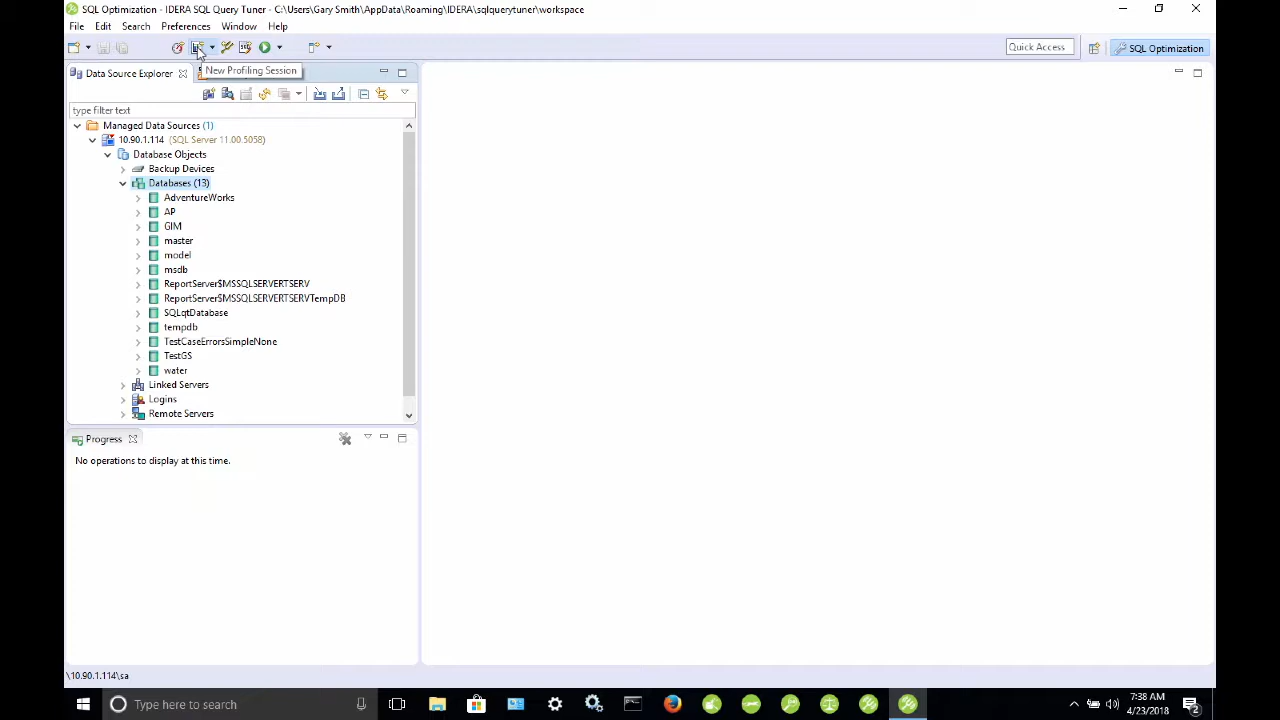 SQL Optimization - IDERA SQL Query Tuner - C:\Users\Gary Smith\AppData\Roaming\IDERA\sqlquerytuner\workspace
File Edit Search Preferences Window Help
Quick Access
SQL Optimization
Data Source Explorer
New Profiling Session
type filter text
Managed Data Sources (1)
10.90.1.114 (SQL Server 11.00.5058)
Database Objects
Backup Devices
Databases (13)
AdventureWorks
AP
GIM
master
model
msdb
ReportServer$MSSQLSERVERTSERV
ReportServer$MSSQLSERVERTSERVTempDB
SQLqtDatabase
tempdb
TestCaseErrorsSimpleNone
TestGS
water
Linked Servers
Logins
Remote Servers
Progress
No operations to display at this time.
\10.90.1.114\sa
Type here to search
7:38 AM
4/23/2018
2